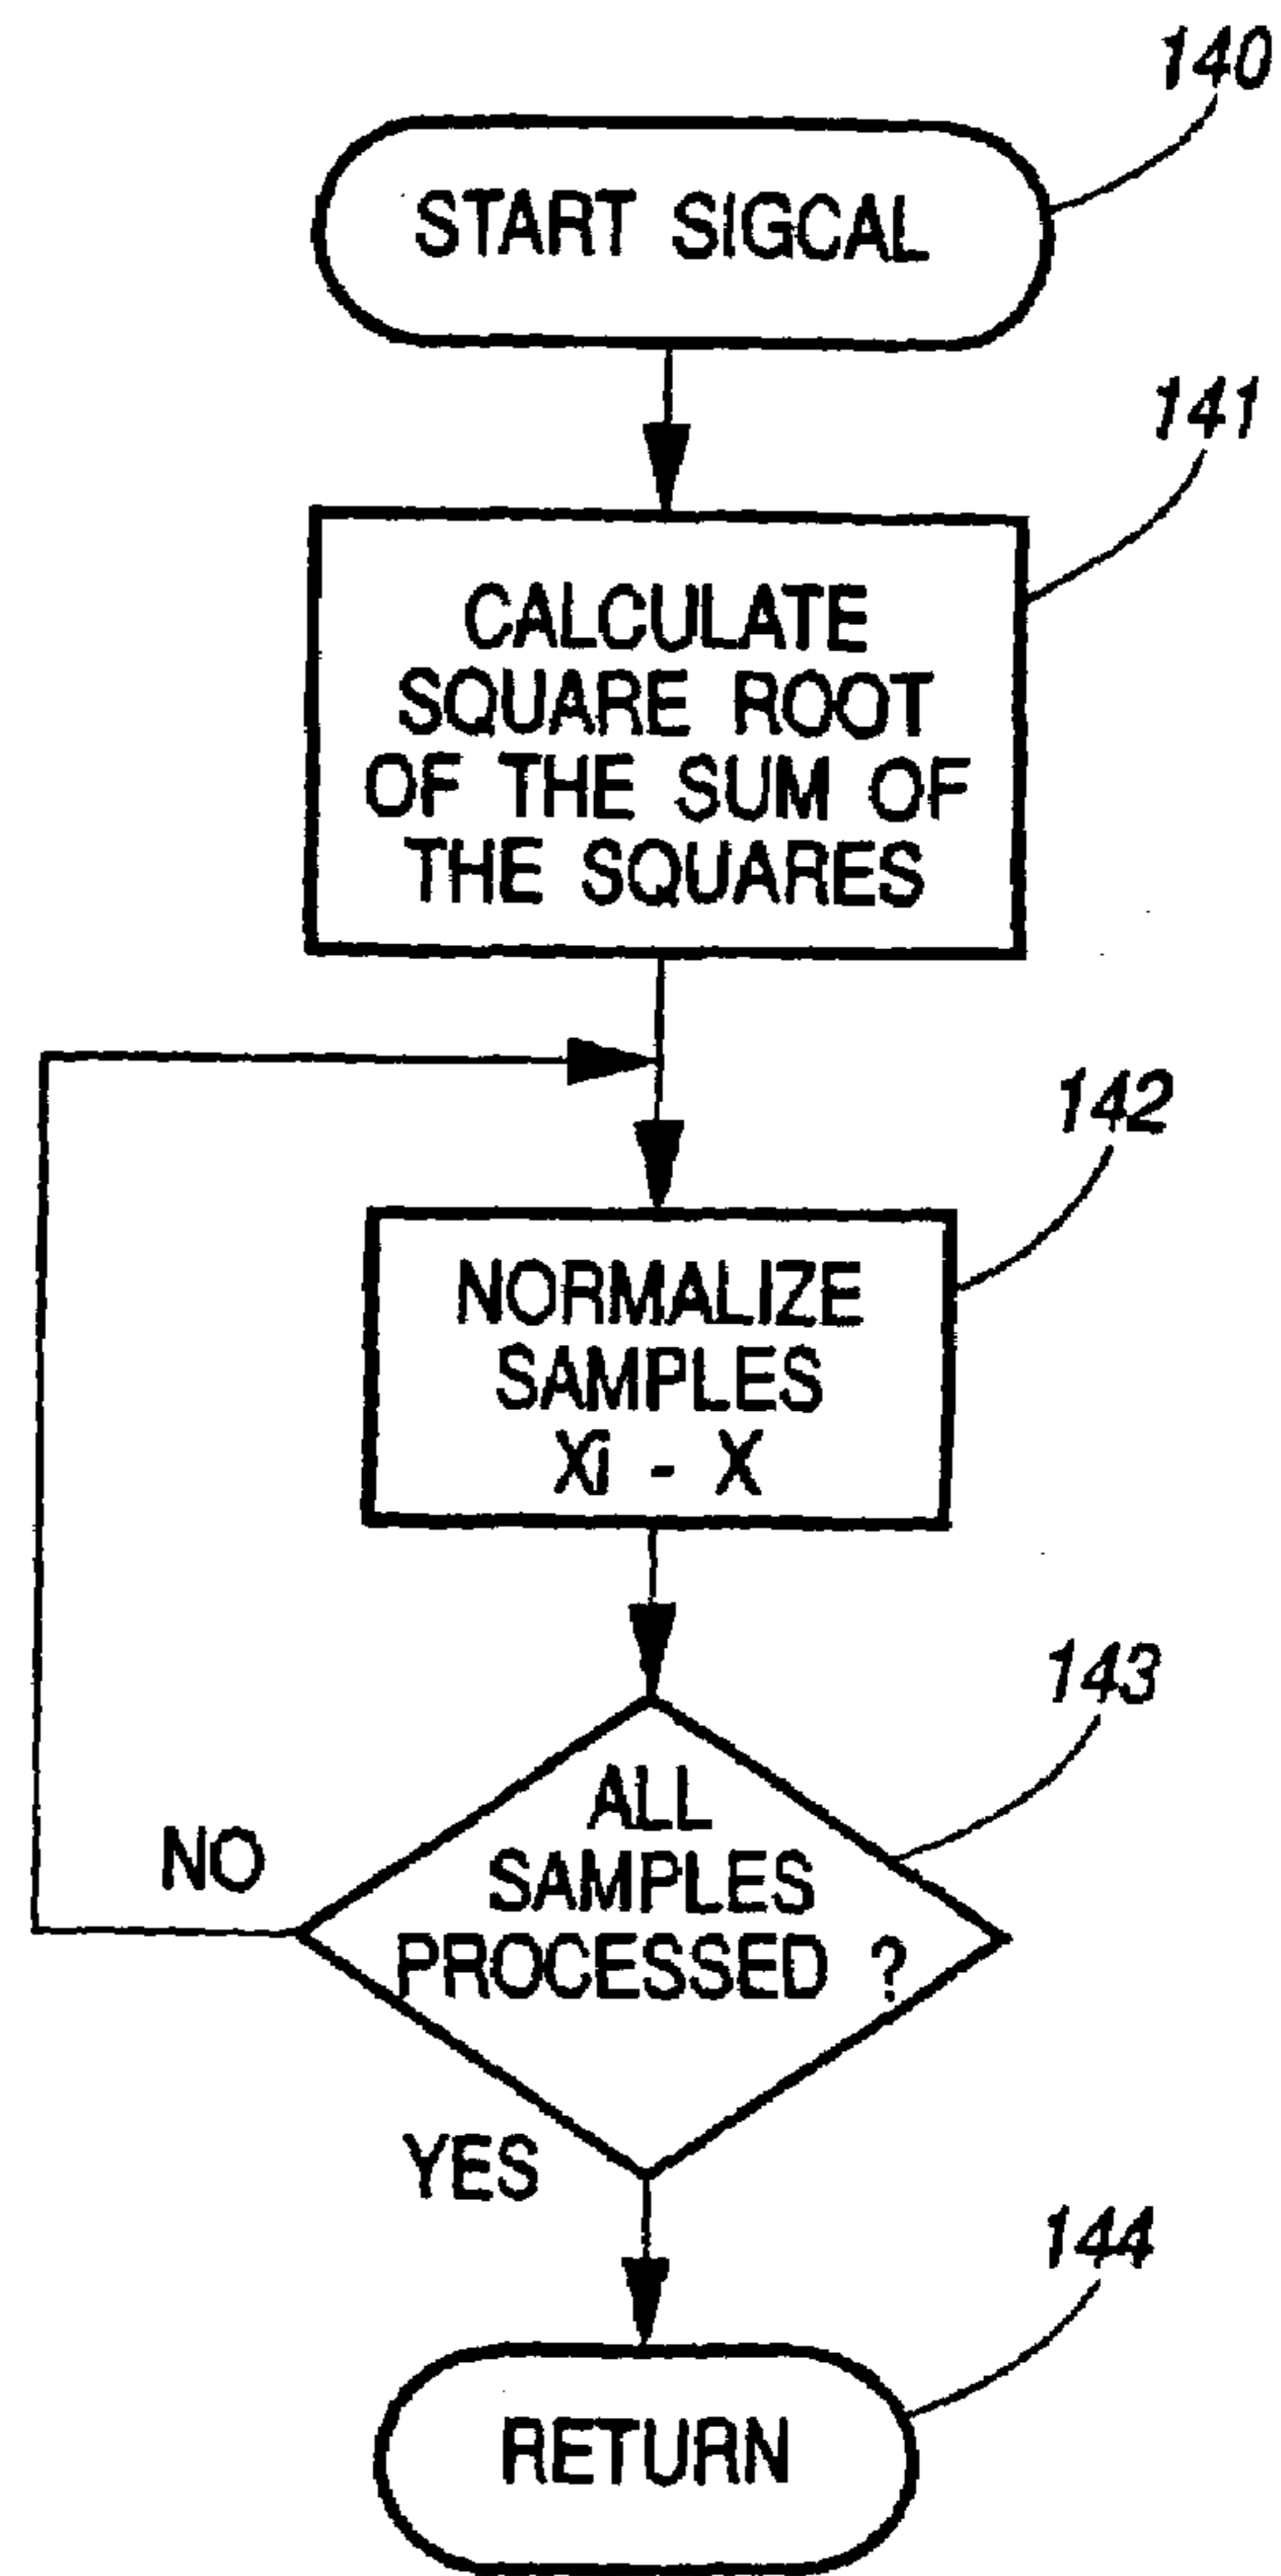 140
START SIGCAL
141
CALCULATE
SQUARE ROOT
OF THE SUM OF
THE SQUARES
142
NORMALIZE
SAMPLES
Xi - X
143
ALL
SAMPLES
PROCESSED ?
NO
YES
144
RETURN